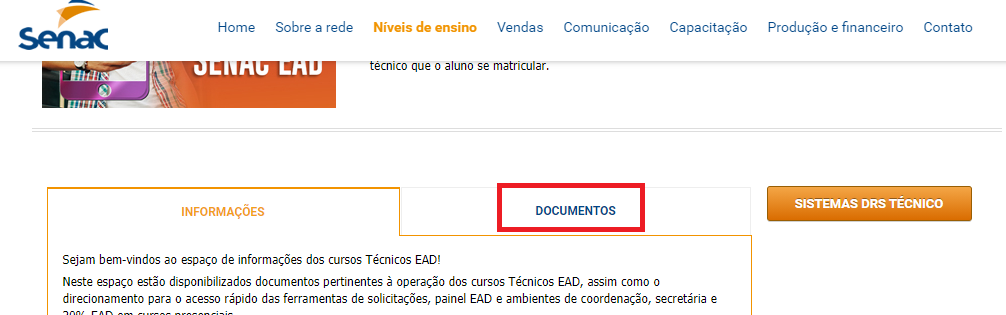 Senac
Home Sobre a rede Níveis de ensino Vendas Comunicação Capacitação Produção e financeiro Contato
SENAC EAD
técnico que o aluno se matricular.
INFORMAÇÕES
DOCUMENTOS
SISTEMAS DRS TÉCNICO
Sejam bem-vindos ao espaço de informações dos cursos Técnicos EAD!
Neste espaço estão disponibilizados documentos pertinentes à operação dos cursos Técnicos EAD, assim como o
direcionamento para o acesso rápido das ferramentas de solicitações, painel EAD e ambientes de coordenação, secretária e
20% EAD em cursos presenciais.